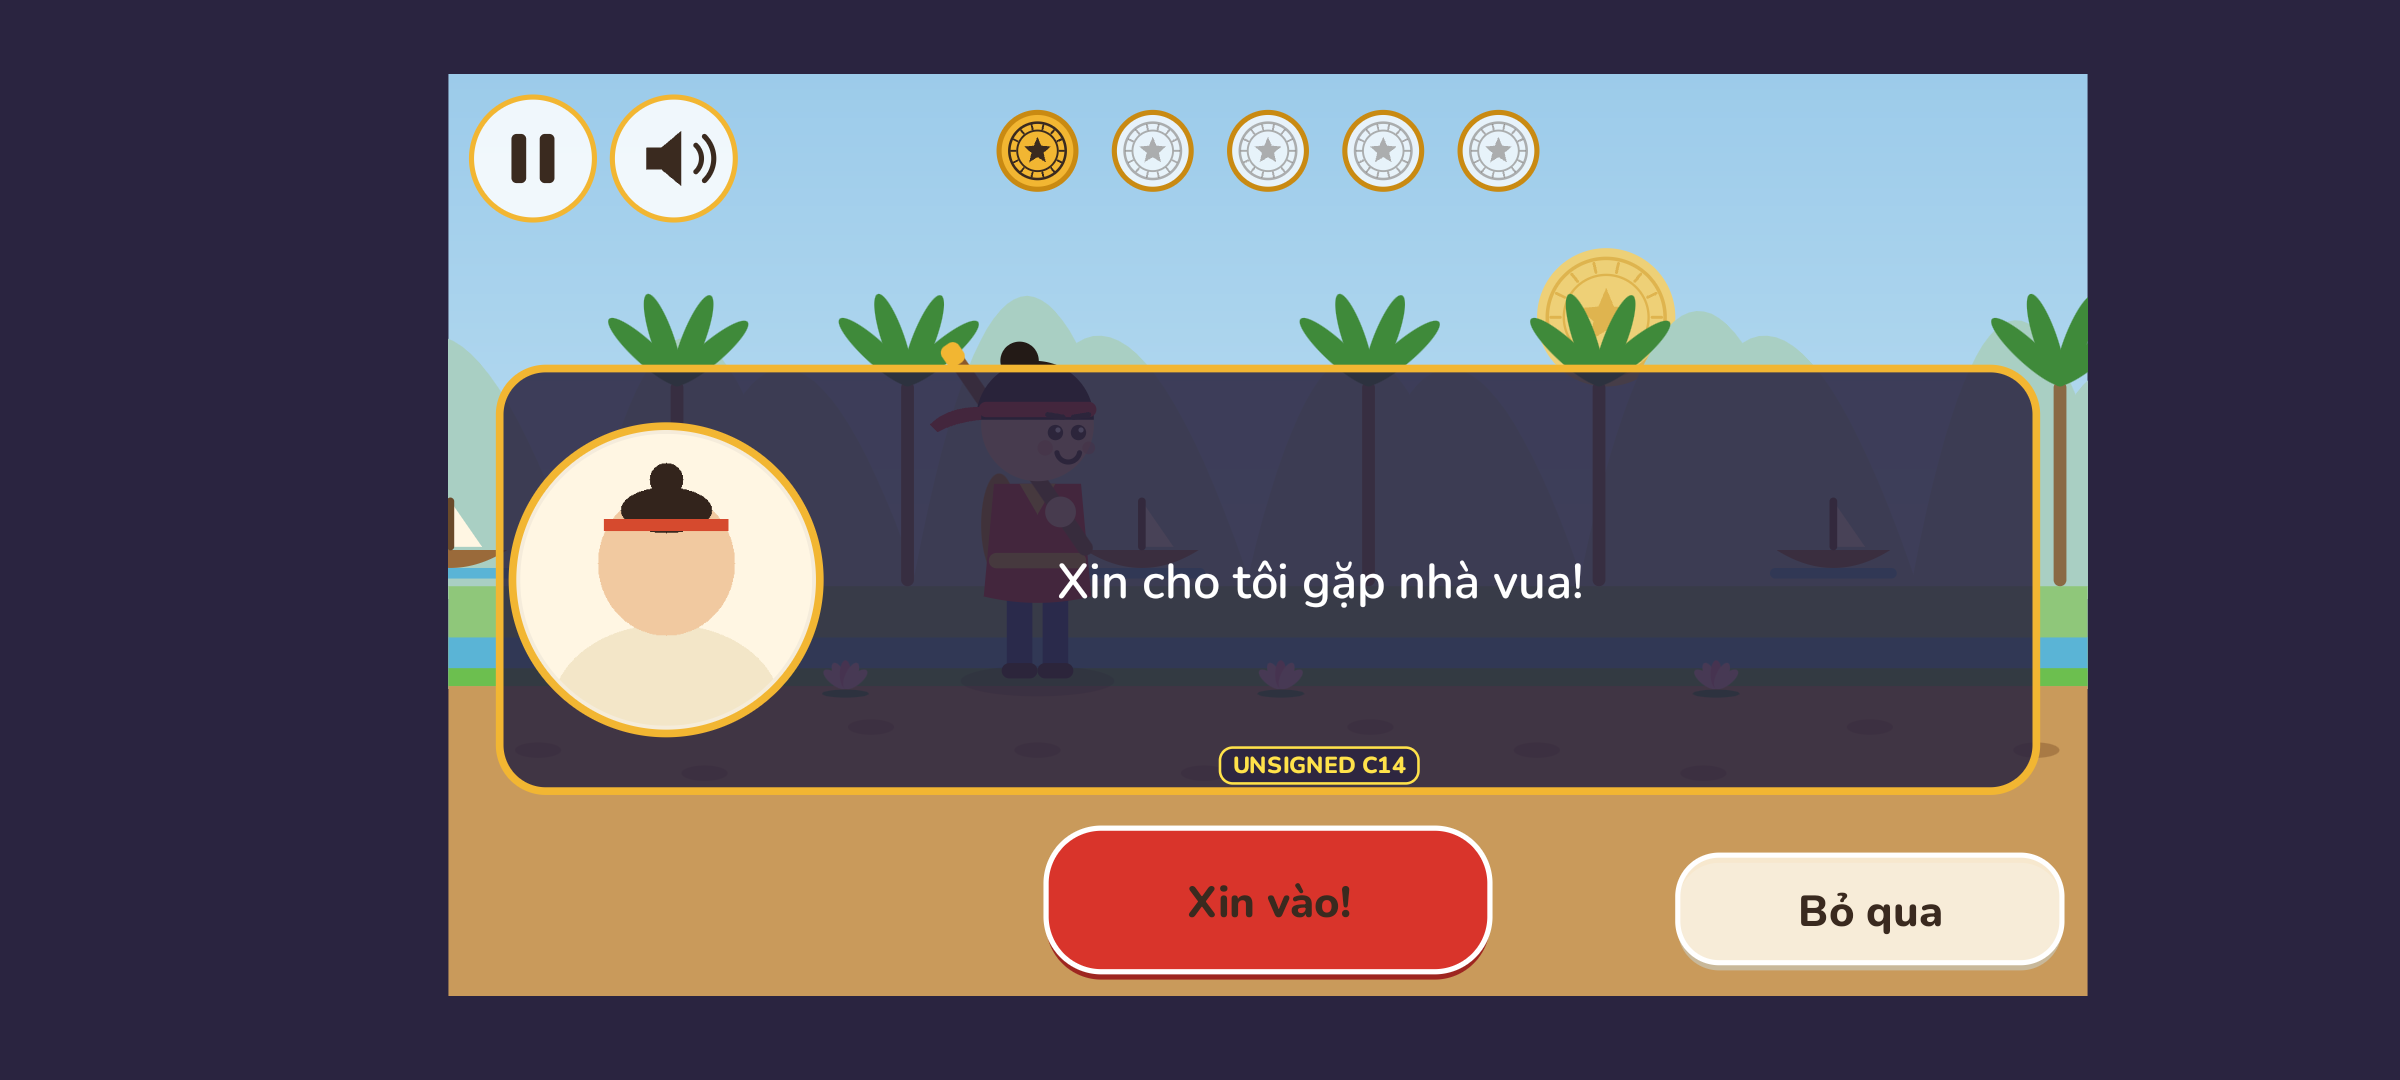 Xin cho tôi gặp nhà vua!
UNSIGNED C14
Xin vào!
Bỏ qua